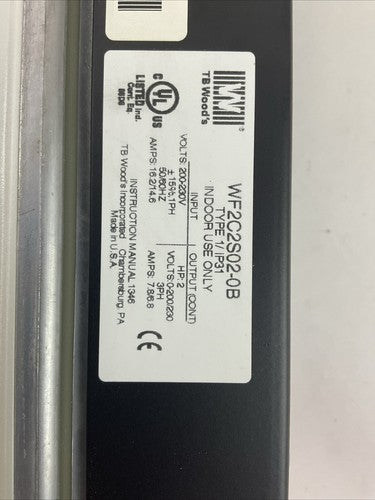 TB Wood's
WF2C2S02-0B
TYPE 1/ IP31
INDOOR USE ONLY
INPUT OUTPUT (CONT)
VOLTS: 200-230V HP: 2
±15%,1PH VOLTS:0-200/230
50/60HZ 3PH
AMPS: 16.2/14.6 AMPS: 7.8/6.8
C UL US
LISTED Ind.
Cont. Eq.
CE
INSTRUCTION MANUAL 1346
TB Wood's Incorporated Chambersburg, PA
Made in U.S.A.